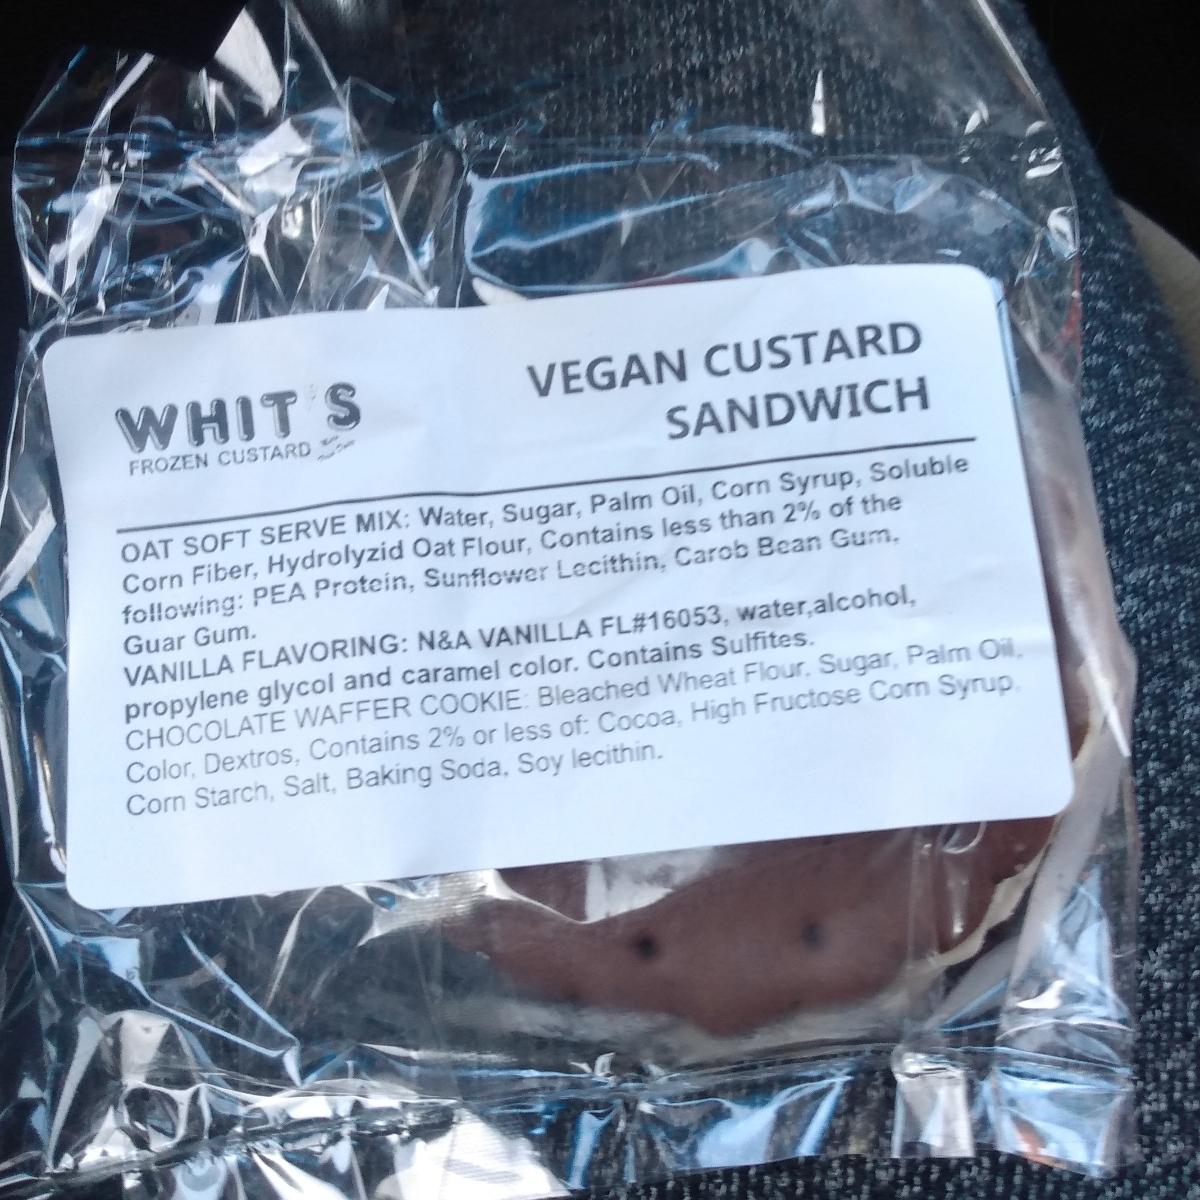 WHIT'S
FROZEN CUSTARD
VEGAN CUSTARD
SANDWICH
OAT SOFT SERVE MIX: Water, Sugar, Palm Oil, Corn Syrup, Soluble
Corn Fiber, Hydrolyzid Oat Flour, Contains less than 2% of the
following: PEA Protein, Sunflower Lecithin, Carob Bean Gum,
Guar Gum.
VANILLA FLAVORING: N&A VANILLA FL#16053, water,alcohol,
propylene glycol and caramel color. Contains Sulfites.
CHOCOLATE WAFFER COOKIE: Bleached Wheat Flour, Sugar, Palm Oil,
Color, Dextros, Contains 2% or less of: Cocoa, High Fructose Corn Syrup,
Corn Starch, Salt, Baking Soda, Soy lecithin.